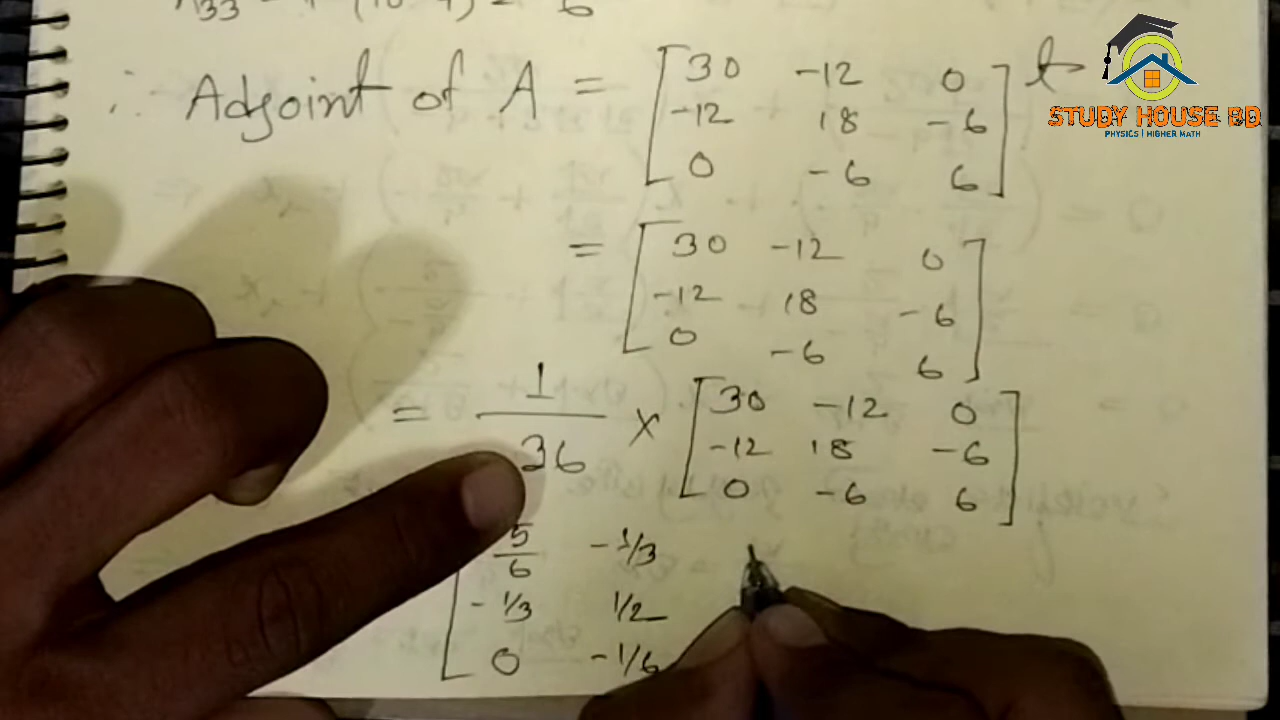 33
∴ Adjoint of A = [30 -12 0] t
-12 18 -6
0 -6 6
= [30 -12 0]
-12 18 -6
0 -6 6
= 1/36 × [30 -12 0]
-12 18 -6
0 -6 6
5/6 -1/3
-1/3 1/2
0 -1/6
STUDY HOUSE BD
PHYSICS | HIGHER MATH